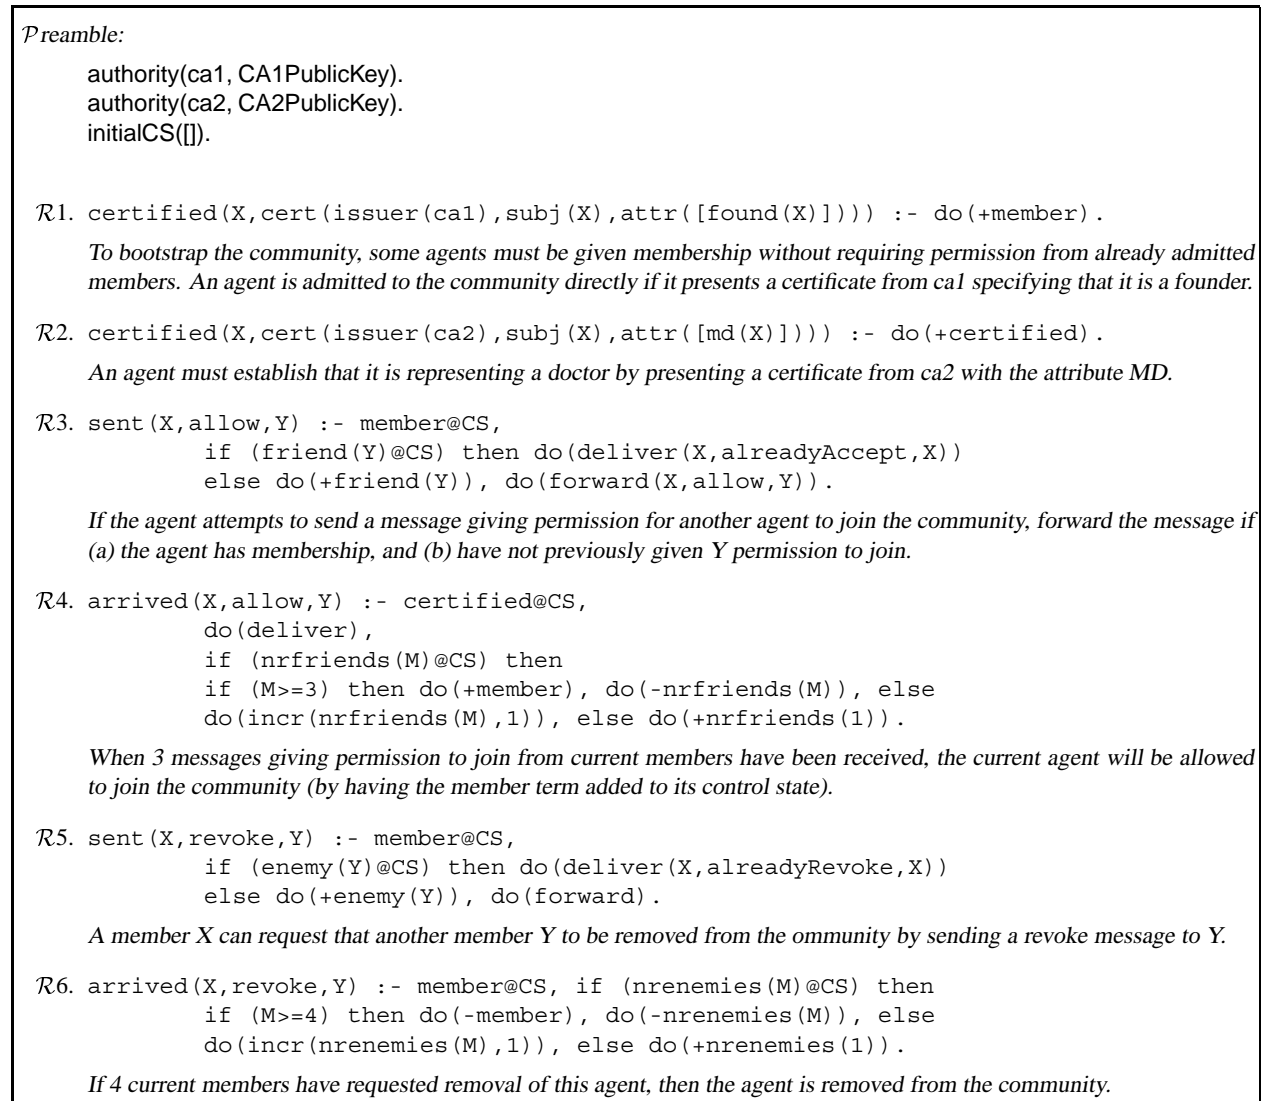 Preamble:
authority(ca1, CA1PublicKey).
authority(ca2, CA2PublicKey).
initialCS([]).
R1. certified(X,cert(issuer(ca1),subj(X),attr([found(X)]))) :- do(+member).
To bootstrap the community, some agents must be given membership without requiring permission from already admitted
members. An agent is admitted to the community directly if it presents a certificate from ca1 specifying that it is a founder.
R2. certified(X,cert(issuer(ca2),subj(X),attr([md(X)]))) :- do(+certified).
An agent must establish that it is representing a doctor by presenting a certificate from ca2 with the attribute MD.
R3. sent(X,allow,Y) :- member@CS,
if (friend(Y)@CS) then do(deliver(X,alreadyAccept,X))
else do(+friend(Y)), do(forward(X,allow,Y)).
If the agent attempts to send a message giving permission for another agent to join the community, forward the message if
(a) the agent has membership, and (b) have not previously given Y permission to join.
R4. arrived(X,allow,Y) :- certified@CS,
do(deliver),
if (nrfriends(M)@CS) then
if (M>=3) then do(+member), do(-nrfriends(M)), else
do(incr(nrfriends(M),1)), else do(+nrfriends(1)).
When 3 messages giving permission to join from current members have been received, the current agent will be allowed
to join the community (by having the member term added to its control state).
R5. sent(X,revoke,Y) :- member@CS,
if (enemy(Y)@CS) then do(deliver(X,alreadyRevoke,X))
else do(+enemy(Y)), do(forward).
A member X can request that another member Y to be removed from the ommunity by sending a revoke message to Y.
R6. arrived(X,revoke,Y) :- member@CS, if (nrenemies(M)@CS) then
if (M>=4) then do(-member), do(-nrenemies(M)), else
do(incr(nrenemies(M),1)), else do(+nrenemies(1)).
If 4 current members have requested removal of this agent, then the agent is removed from the community.